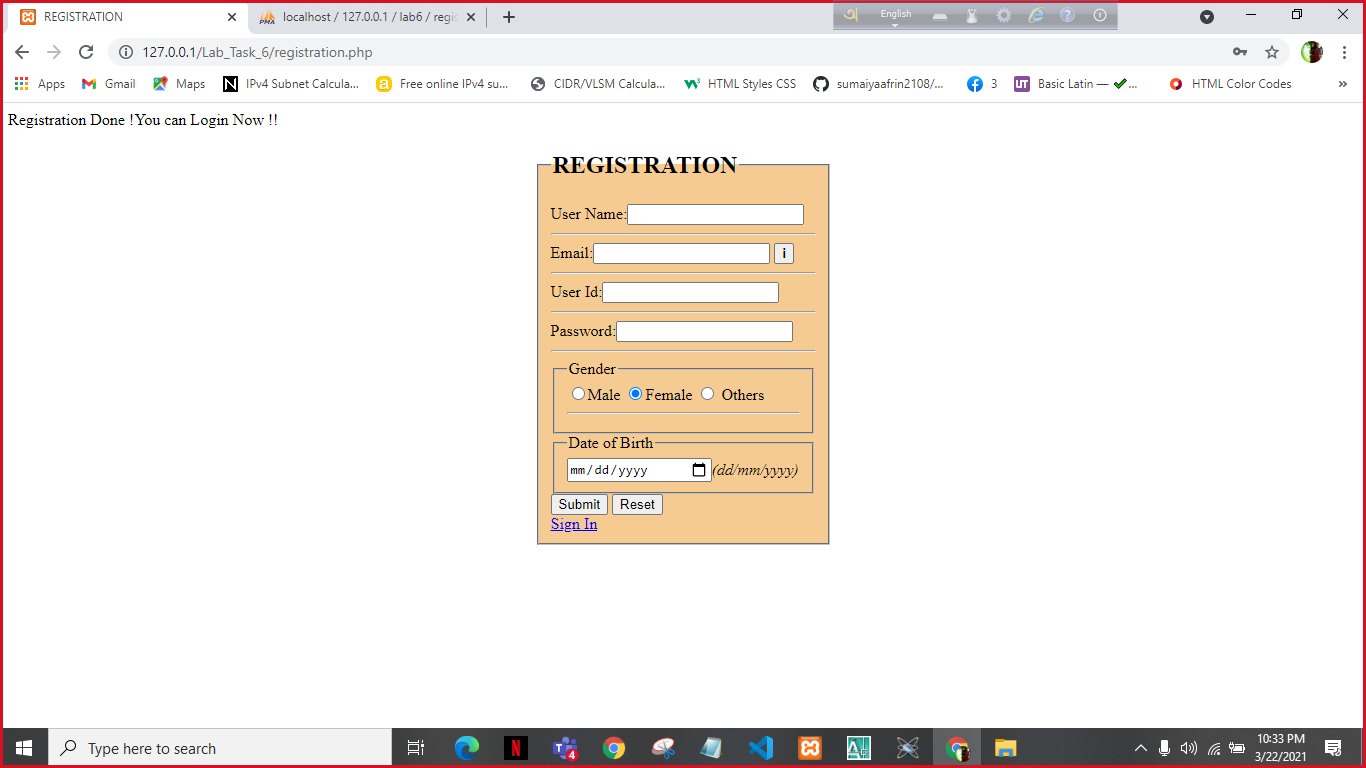 REGISTRATION
localhost / 127.0.0.1 / lab6 / regis
English
127.0.0.1/Lab_Task_6/registration.php
Apps Gmail Maps IPv4 Subnet Calcula... Free online IPv4 su... CIDR/VLSM Calcula... HTML Styles CSS sumaiyaafrin2108/... 3 Basic Latin — ✔... HTML Color Codes »
Registration Done !You can Login Now !!
REGISTRATION
User Name:
Email: i
User Id:
Password:
Gender
Male Female Others
Date of Birth
mm/dd/yyyy (dd/mm/yyyy)
Submit Reset
Sign In
Type here to search
4
10:33 PM
3/22/2021